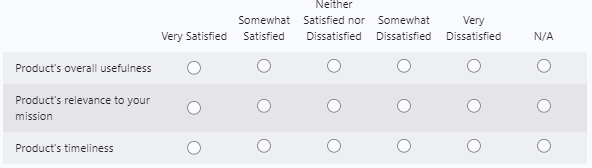 Neither
Somewhat Satisfied nor Somewhat Very
Very Satisfied Satisfied Dissatisfied Dissatisfied Dissatisfied N/A
Product's overall usefulness
Product's relevance to your
mission
Product's timeliness